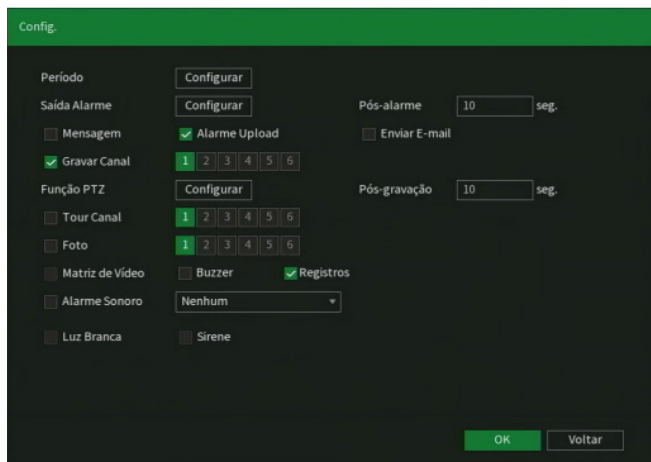 Config.
Período Configurar
Saída Alarme Configurar Pós-alarme 10 seg.
Mensagem Alarme Upload Enviar E-mail
Gravar Canal 1 2 3 4 5 6
Função PTZ Configurar Pós-gravação 10 seg.
Tour Canal 1 2 3 4 5 6
Foto 1 2 3 4 5 6
Matriz de Vídeo Buzzer Registros
Alarme Sonoro Nenhum
Luz Branca Sirene
OK Voltar